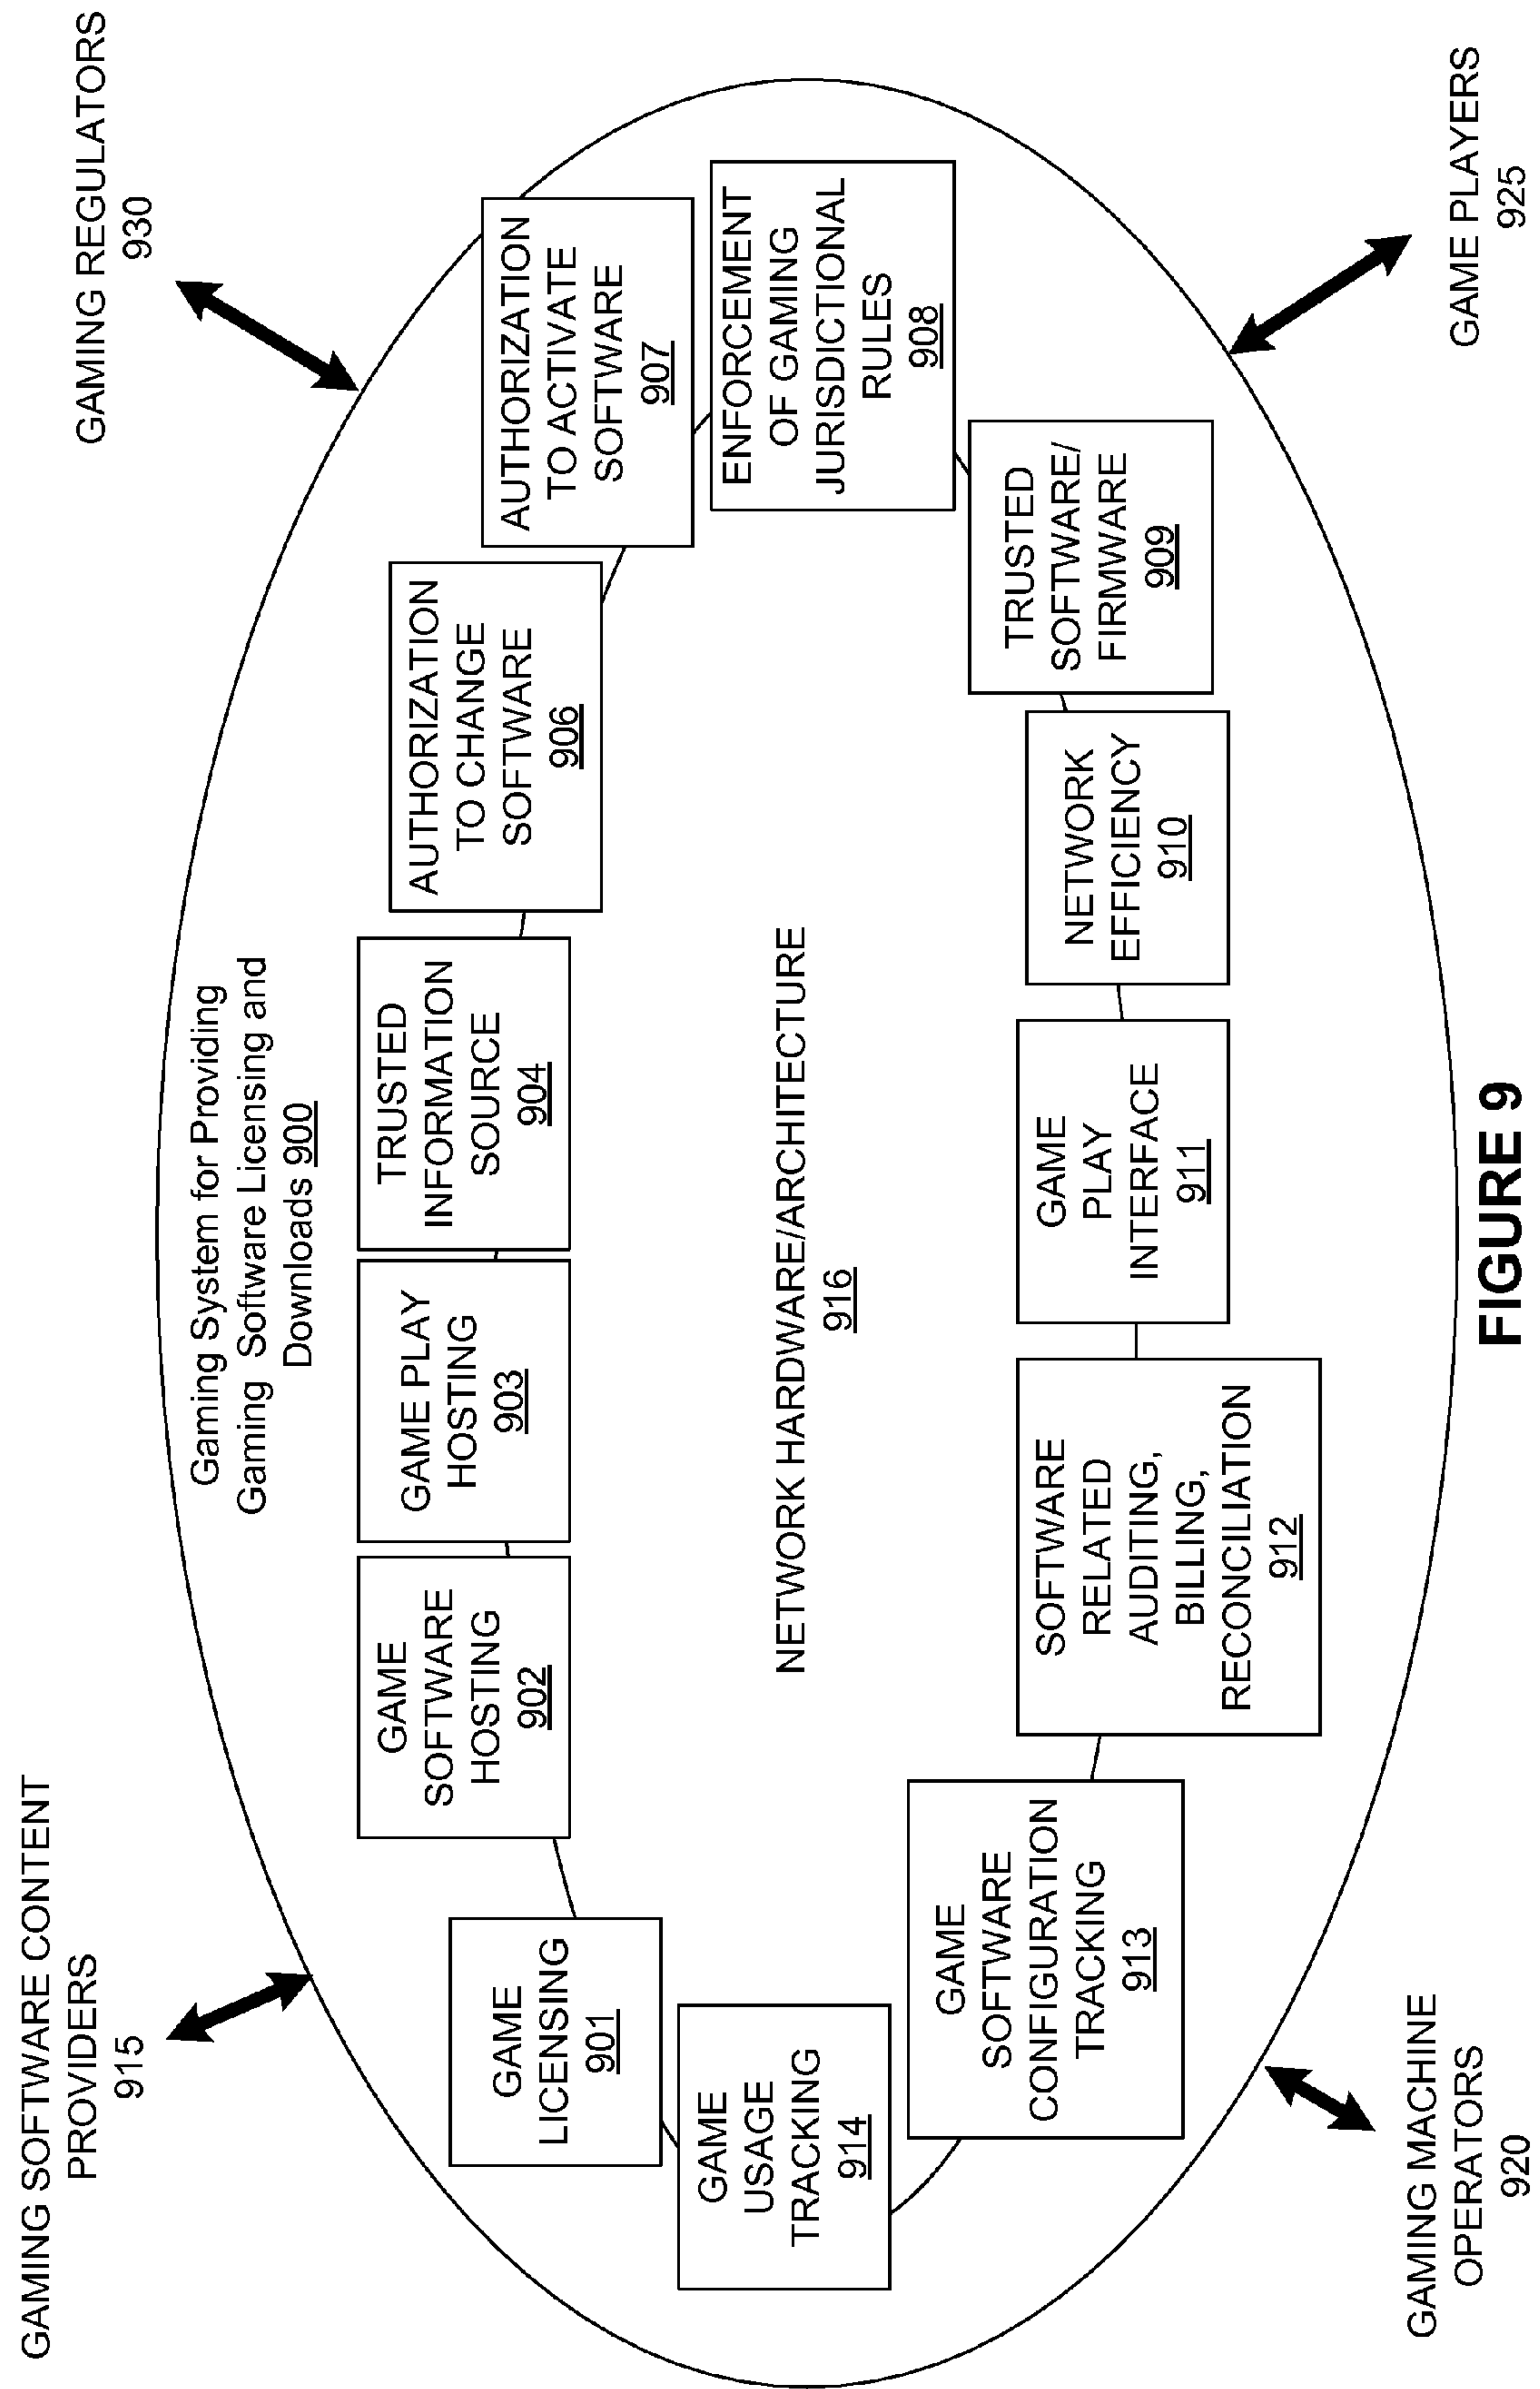 GAMING SOFTWARE CONTENT
PROVIDERS
915
GAMING REGULATORS
930
Gaming System for Providing
Gaming Software Licensing and
Downloads 900
GAME
LICENSING
901
GAME
SOFTWARE
HOSTING
902
GAME PLAY
HOSTING
903
TRUSTED
INFORMATION
SOURCE
904
AUTHORIZATION
TO CHANGE
SOFTWARE
906
AUTHORIZATION
TO ACTIVATE
SOFTWARE
907
ENFORCEMENT
OF GAMING
JURISDICTIONAL
RULES
908
NETWORK HARDWARE/ARCHITECTURE
916
GAME
USAGE
TRACKING
914
GAME
SOFTWARE
CONFIGURATION
TRACKING
913
SOFTWARE
RELATED
AUDITING,
BILLING,
RECONCILIATION
912
GAME
PLAY
INTERFACE
911
NETWORK
EFFICIENCY
910
TRUSTED
SOFTWARE/
FIRMWARE
909
GAMING MACHINE
OPERATORS
920
GAME PLAYERS
925
FIGURE 9